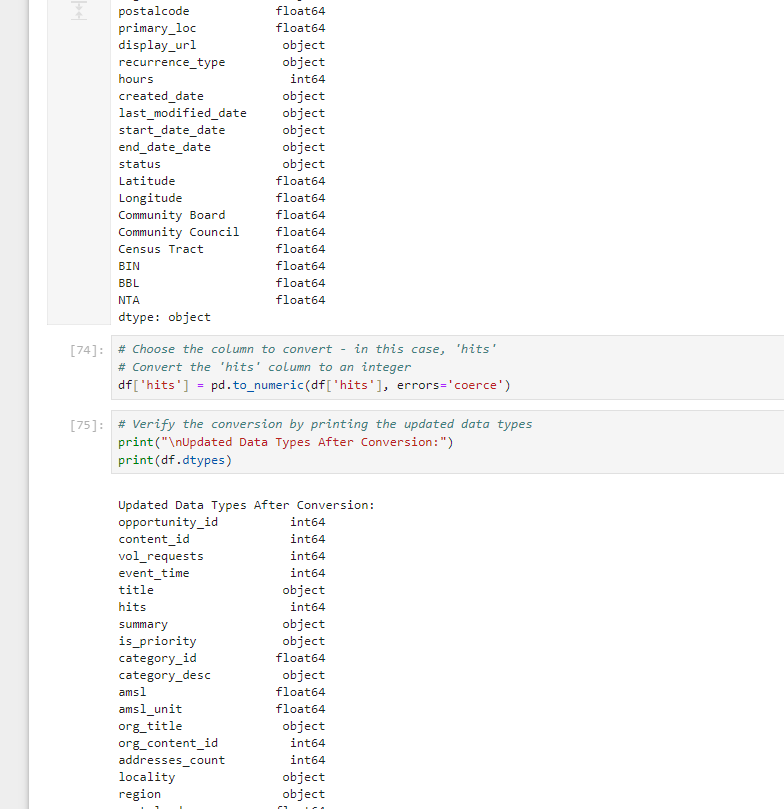 postalcode float64
primary_loc float64
display_url object
recurrence_type object
hours int64
created_date object
last_modified_date object
start_date_date object
end_date_date object
status object
Latitude float64
Longitude float64
Community Board float64
Community Council float64
Census Tract float64
BIN float64
BBL float64
NTA float64
dtype: object
[74]: # Choose the column to convert - in this case, 'hits'
# Convert the 'hits' column to an integer
df['hits'] = pd.to_numeric(df['hits'], errors='coerce')
[75]: # Verify the conversion by printing the updated data types
print("\nUpdated Data Types After Conversion:")
print(df.dtypes)
Updated Data Types After Conversion:
opportunity_id int64
content_id int64
vol_requests int64
event_time int64
title object
hits int64
summary object
is_priority object
category_id float64
category_desc object
amsl float64
amsl_unit float64
org_title object
org_content_id int64
addresses_count int64
locality object
region object